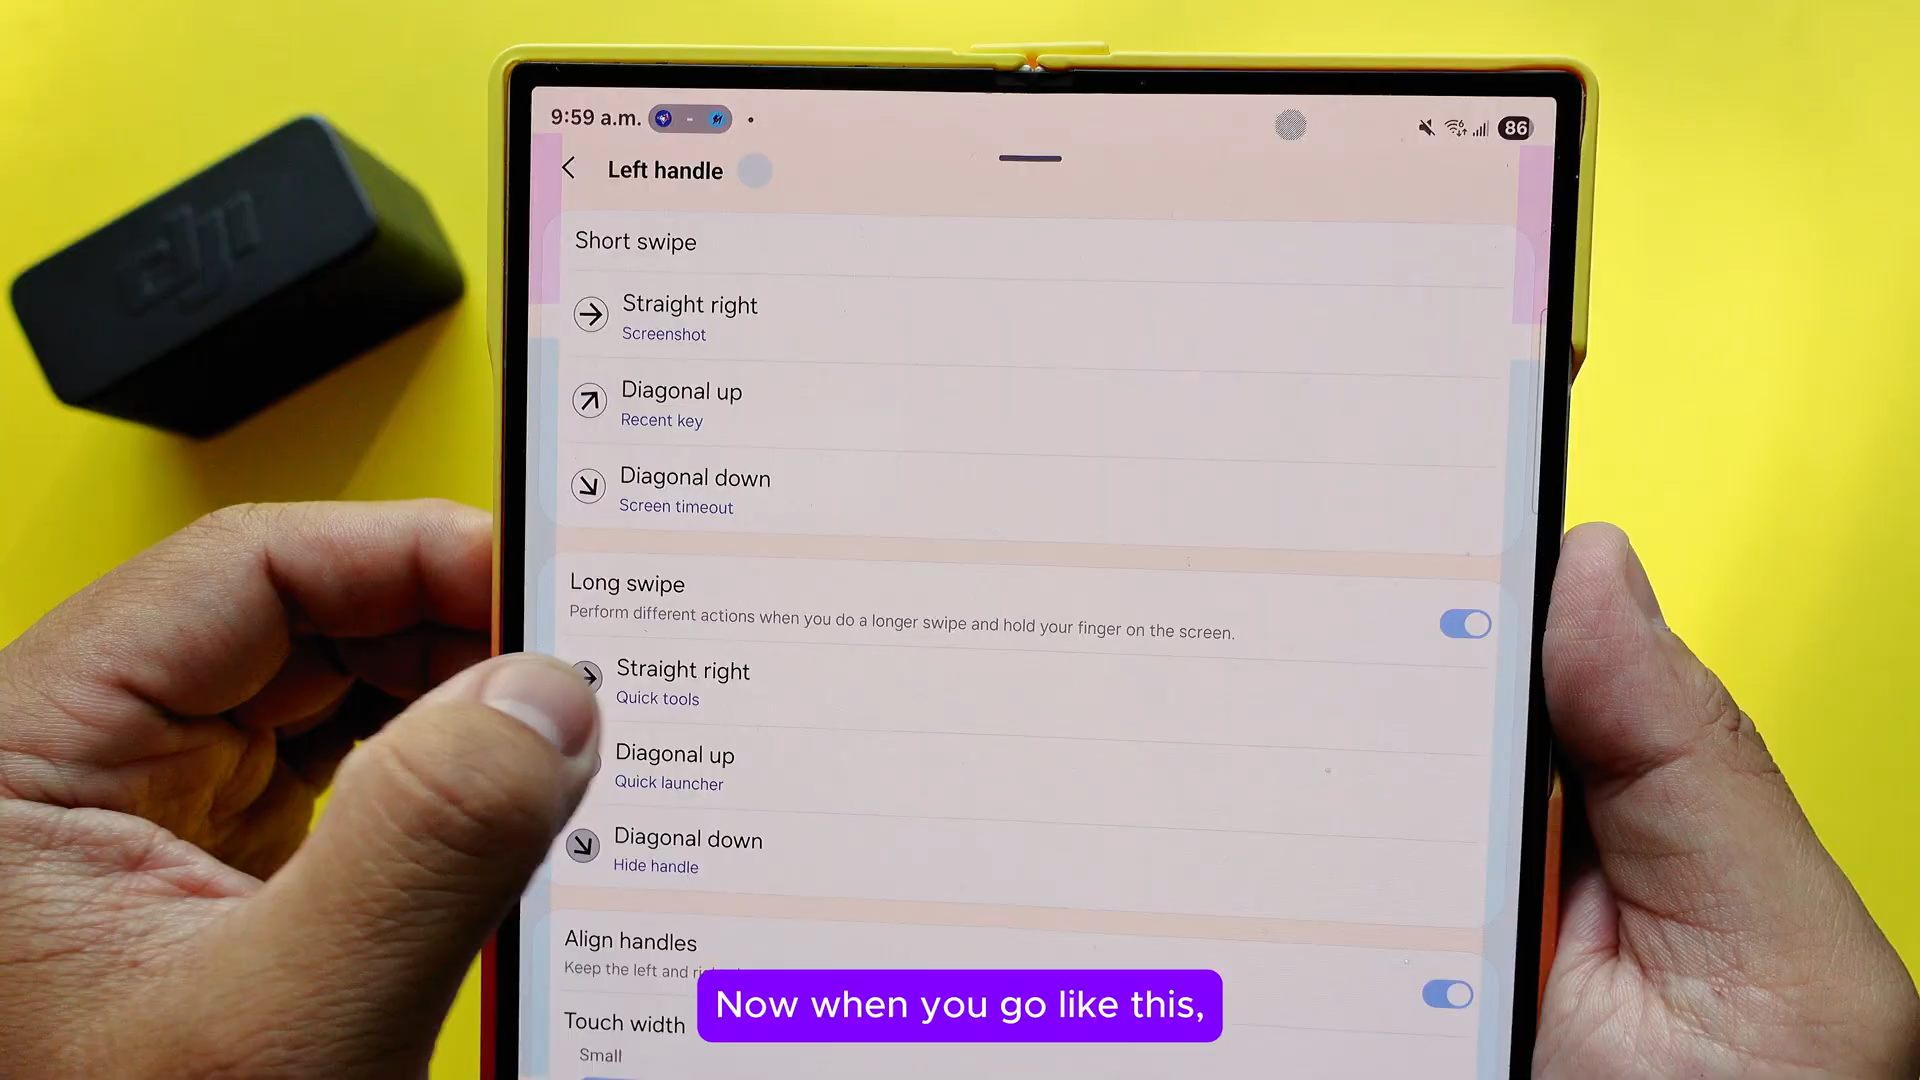 9:59 a.m.
86
Left handle
dji
Short swipe
Straight right
Screenshot
Diagonal up
Recent key
Diagonal down
Screen timeout
Long swipe
Perform different actions when you do a longer swipe and hold your finger on the screen.
Straight right
Quick tools
Diagonal up
Quick launcher
Diagonal down
Hide handle
Align handles
Keep the left and
Now when you go like this,
Touch width
Small